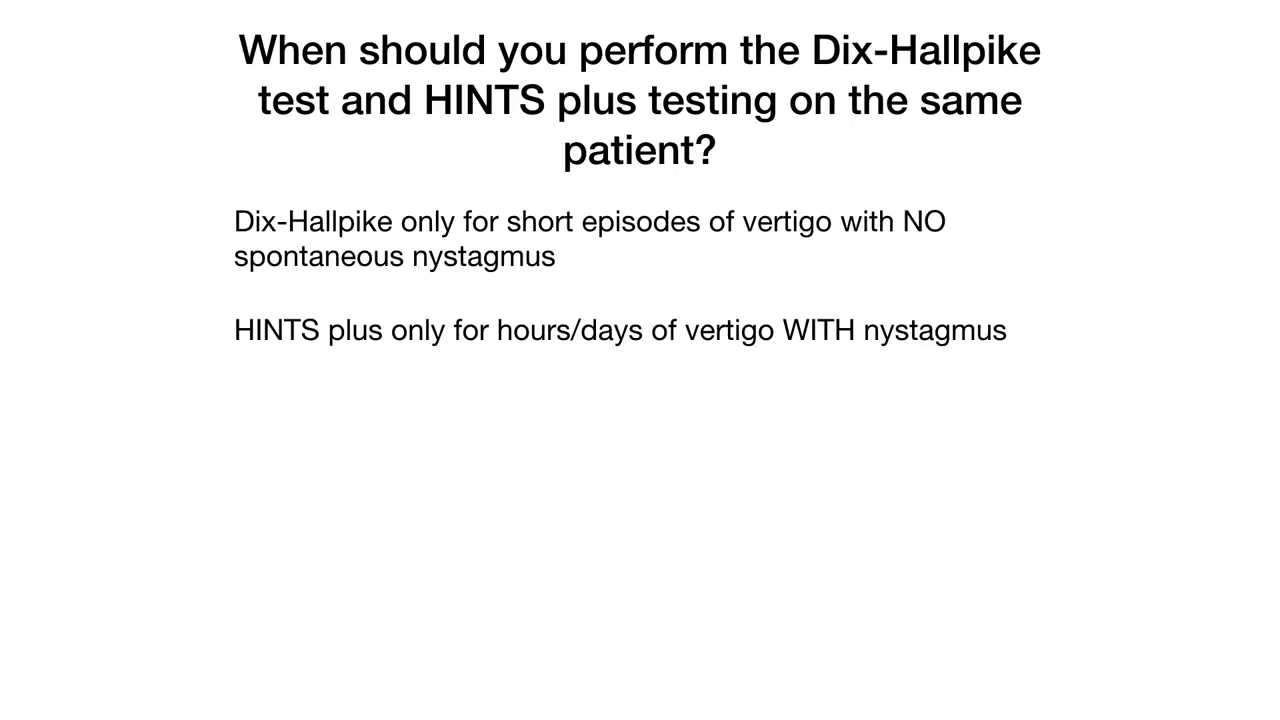 When should you perform the Dix-Hallpike
test and HINTS plus testing on the same
patient?
Dix-Hallpike only for short episodes of vertigo with NO
spontaneous nystagmus
HINTS plus only for hours/days of vertigo WITH nystagmus